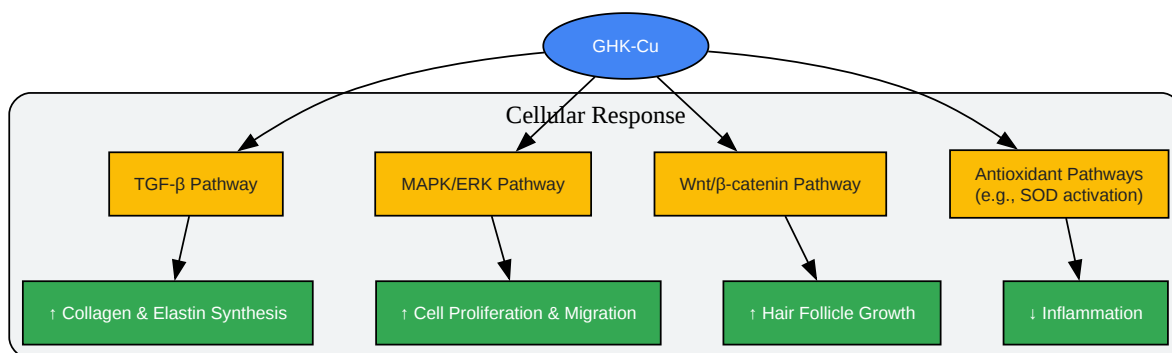 GHK-Cu
Cellular Response
TGF-β Pathway
MAPK/ERK Pathway
Wnt/β-catenin Pathway
Antioxidant Pathways
(e.g., SOD activation)
↑ Collagen & Elastin Synthesis
↑ Cell Proliferation & Migration
↑ Hair Follicle Growth
↓ Inflammation